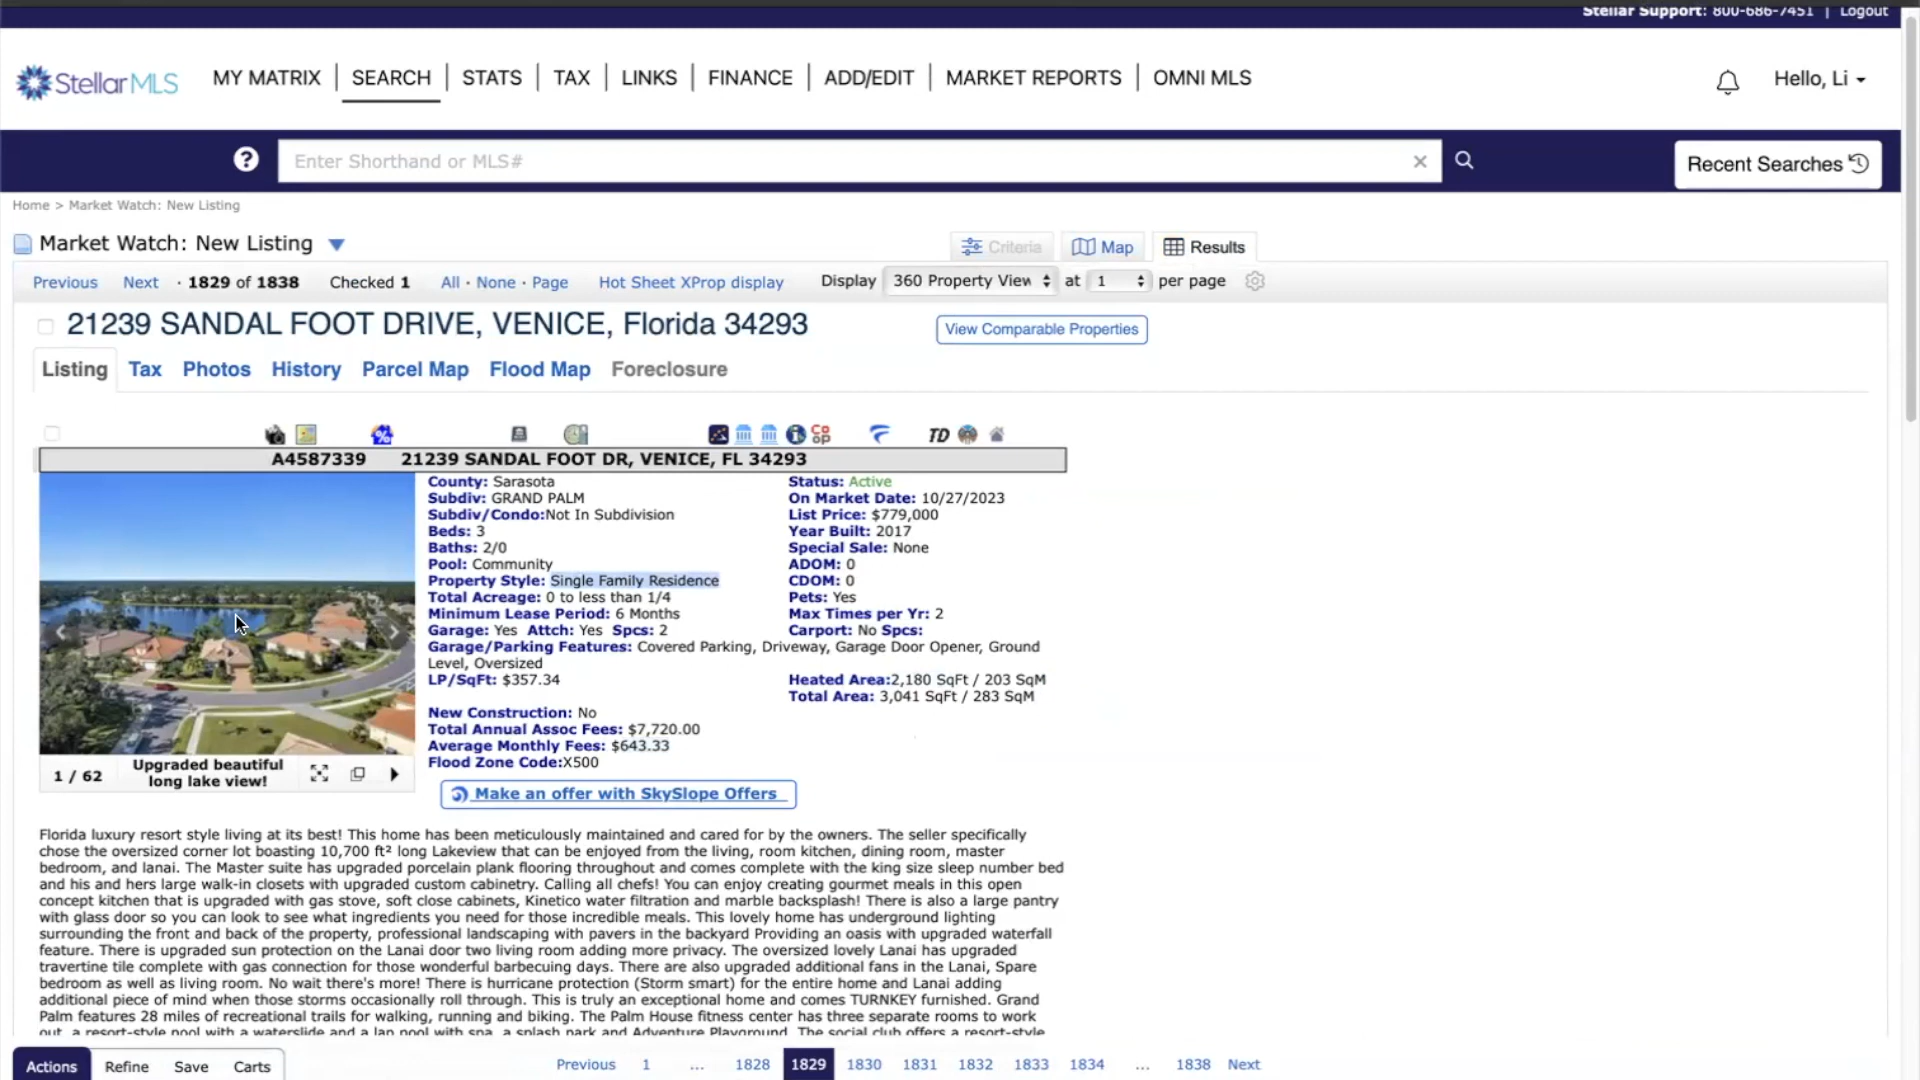 Stellar Support: 800-686-7451 | Logout
StellarMLS
MY MATRIX | SEARCH | STATS | TAX | LINKS | FINANCE | ADD/EDIT | MARKET REPORTS | OMNI MLS
Hello, Li
Enter Shorthand or MLS#
Recent Searches
Home > Market Watch: New Listing
Market Watch: New Listing
Criteria Map Results
Previous Next · 1829 of 1838 Checked 1 All · None · Page Hot Sheet XProp display Display 360 Property View at 1 per page
21239 SANDAL FOOT DRIVE, VENICE, Florida 34293
View Comparable Properties
Listing Tax Photos History Parcel Map Flood Map Foreclosure
TD
A4587339 21239 SANDAL FOOT DR, VENICE, FL 34293
County: Sarasota
Subdiv: GRAND PALM
Subdiv/Condo:Not In Subdivision
Beds: 3
Baths: 2/0
Pool: Community
Property Style: Single Family Residence
Total Acreage: 0 to less than 1/4
Minimum Lease Period: 6 Months
Garage: Yes Attch: Yes Spcs: 2
Status: Active
On Market Date: 10/27/2023
List Price: $779,000
Year Built: 2017
Special Sale: None
ADOM: 0
CDOM: 0
Pets: Yes
Max Times per Yr: 2
Carport: No Spcs:
Garage/Parking Features: Covered Parking, Driveway, Garage Door Opener, Ground
Level, Oversized
LP/SqFt: $357.34
Heated Area:2,180 SqFt / 203 SqM
Total Area: 3,041 SqFt / 283 SqM
New Construction: No
Total Annual Assoc Fees: $7,720.00
Average Monthly Fees: $643.33
Flood Zone Code:X500
1 / 62
Upgraded beautiful
long lake view!
Make an offer with SkySlope Offers
Florida luxury resort style living at its best! This home has been meticulously maintained and cared for by the owners. The seller specifically
chose the oversized corner lot boasting 10,700 ft² long Lakeview that can be enjoyed from the living, room kitchen, dining room, master
bedroom, and lanai. The Master suite has upgraded porcelain plank flooring throughout and comes complete with the king size sleep number bed
and his and hers large walk-in closets with upgraded custom cabinetry. Calling all chefs! You can enjoy creating gourmet meals in this open
concept kitchen that is upgraded with gas stove, soft close cabinets, Kinetico water filtration and marble backsplash! There is also a large pantry
with glass door so you can look to see what ingredients you need for those incredible meals. This lovely home has underground lighting
surrounding the front and back of the property, professional landscaping with pavers in the backyard Providing an oasis with upgraded waterfall
feature. There is upgraded sun protection on the Lanai door two living room adding more privacy. The oversized lovely Lanai has upgraded
travertine tile complete with gas connection for those wonderful barbecuing days. There are also upgraded additional fans in the Lanai, Spare
bedroom as well as living room. No wait there's more! There is hurricane protection (Storm smart) for the entire home and Lanai adding
additional piece of mind when those storms occasionally roll through. This is truly an exceptional home and comes TURNKEY furnished. Grand
Palm features 28 miles of recreational trails for walking, running and biking. The Palm House fitness center has three separate rooms to work
out, a resort-style pool with a waterslide and a lap pool with spa, a splash park and Adventure Playground. The social club offers a resort-style
Actions Refine Save Carts
Previous 1 ... 1828 1829 1830 1831 1832 1833 1834 ... 1838 Next